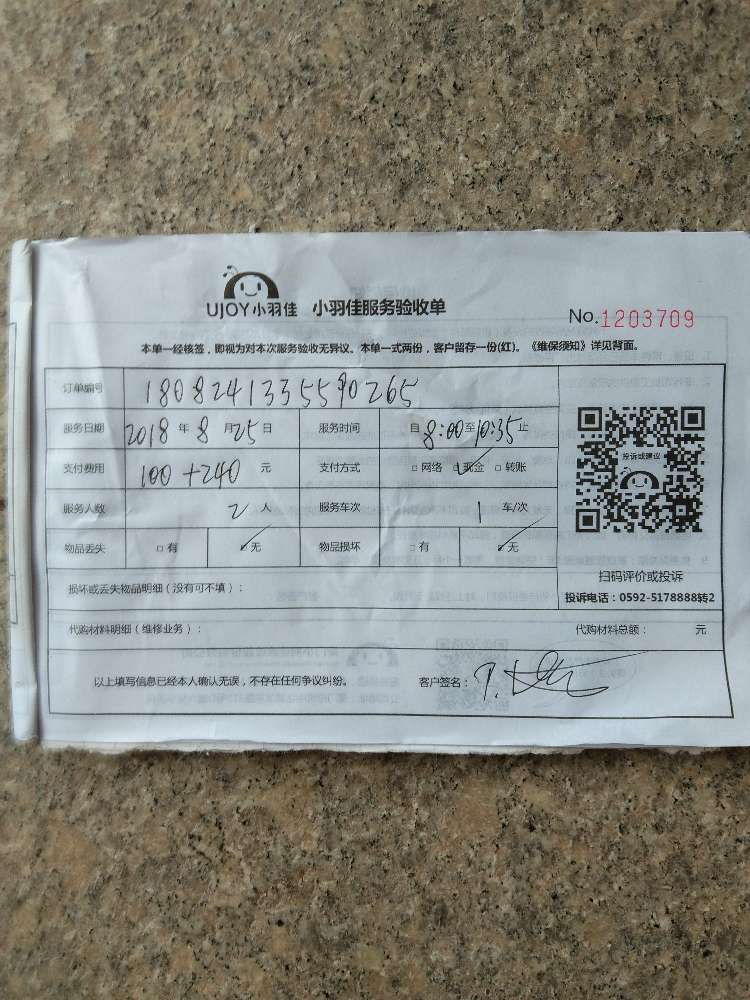 UJOY小羽佳 小羽佳服务验收单
No.1203709
本单一经核签，即视为对本次服务验收无异议。本单一式两份，客户留存一份(红)。《维保须知》详见背面。
订单编号 1808241335590265
服务日期 2018 年 8 月 25 日 服务时间 自 8:00 至 10:35 止
支付费用 100+240 元 支付方式 □网络 ☑现金 □转账
服务人数 2 人 服务车次 1 车/次
物品丢失 □有 ☑无 物品损坏 □有 ☑无
投诉或建议
扫码评价或投诉
投诉电话：0592-5178888转2
损坏或丢失物品明细（没有可不填）：
代购材料明细（维修业务）： 代购材料总额： 元
以上填写信息已经本人确认无误，不存在任何争议纠纷。 客户签名：